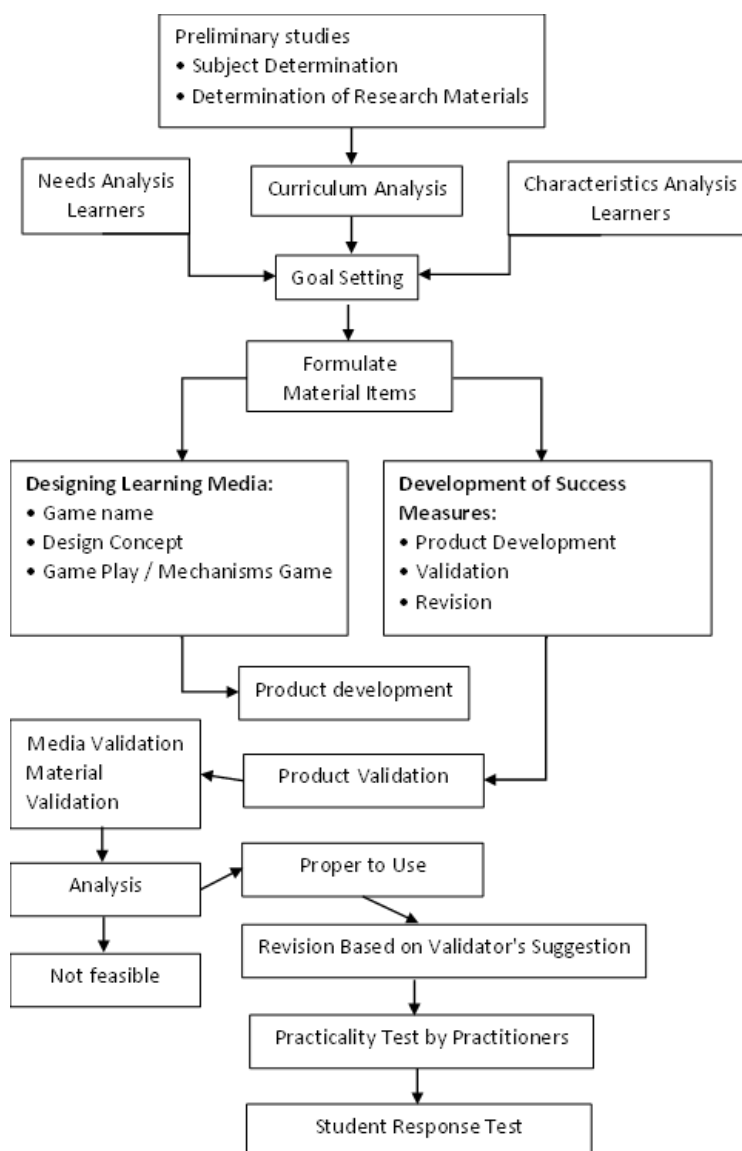 Preliminary studies
• Subject Determination
• Determination of Research Materials
Needs Analysis
Learners
Curriculum Analysis
Characteristics Analysis
Learners
Goal Setting
Formulate
Material Items
Designing Learning Media:
• Game name
• Design Concept
• Game Play / Mechanisms Game
Development of Success
Measures:
• Product Development
• Validation
• Revision
Product development
Media Validation
Material
Validation
Product Validation
Analysis
Proper to Use
Not feasible
Revision Based on Validator's Suggestion
Practicality Test by Practitioners
Student Response Test